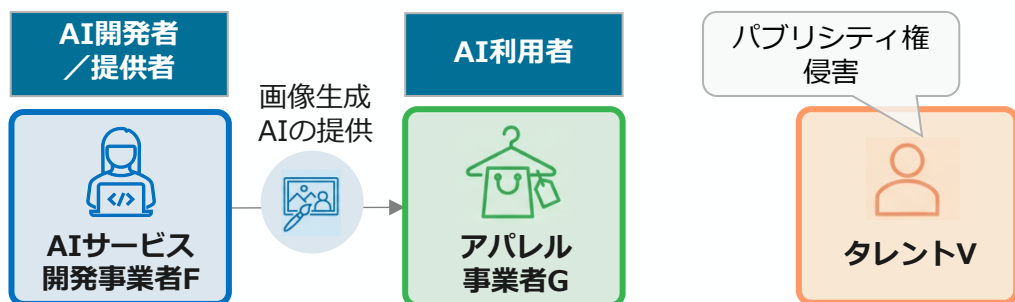 AI開発者
／提供者
AI利用者
パブリシティ権
侵害
画像生成
AIの提供
</>
AIサービス
開発事業者F
アパレル
事業者G
タレントV